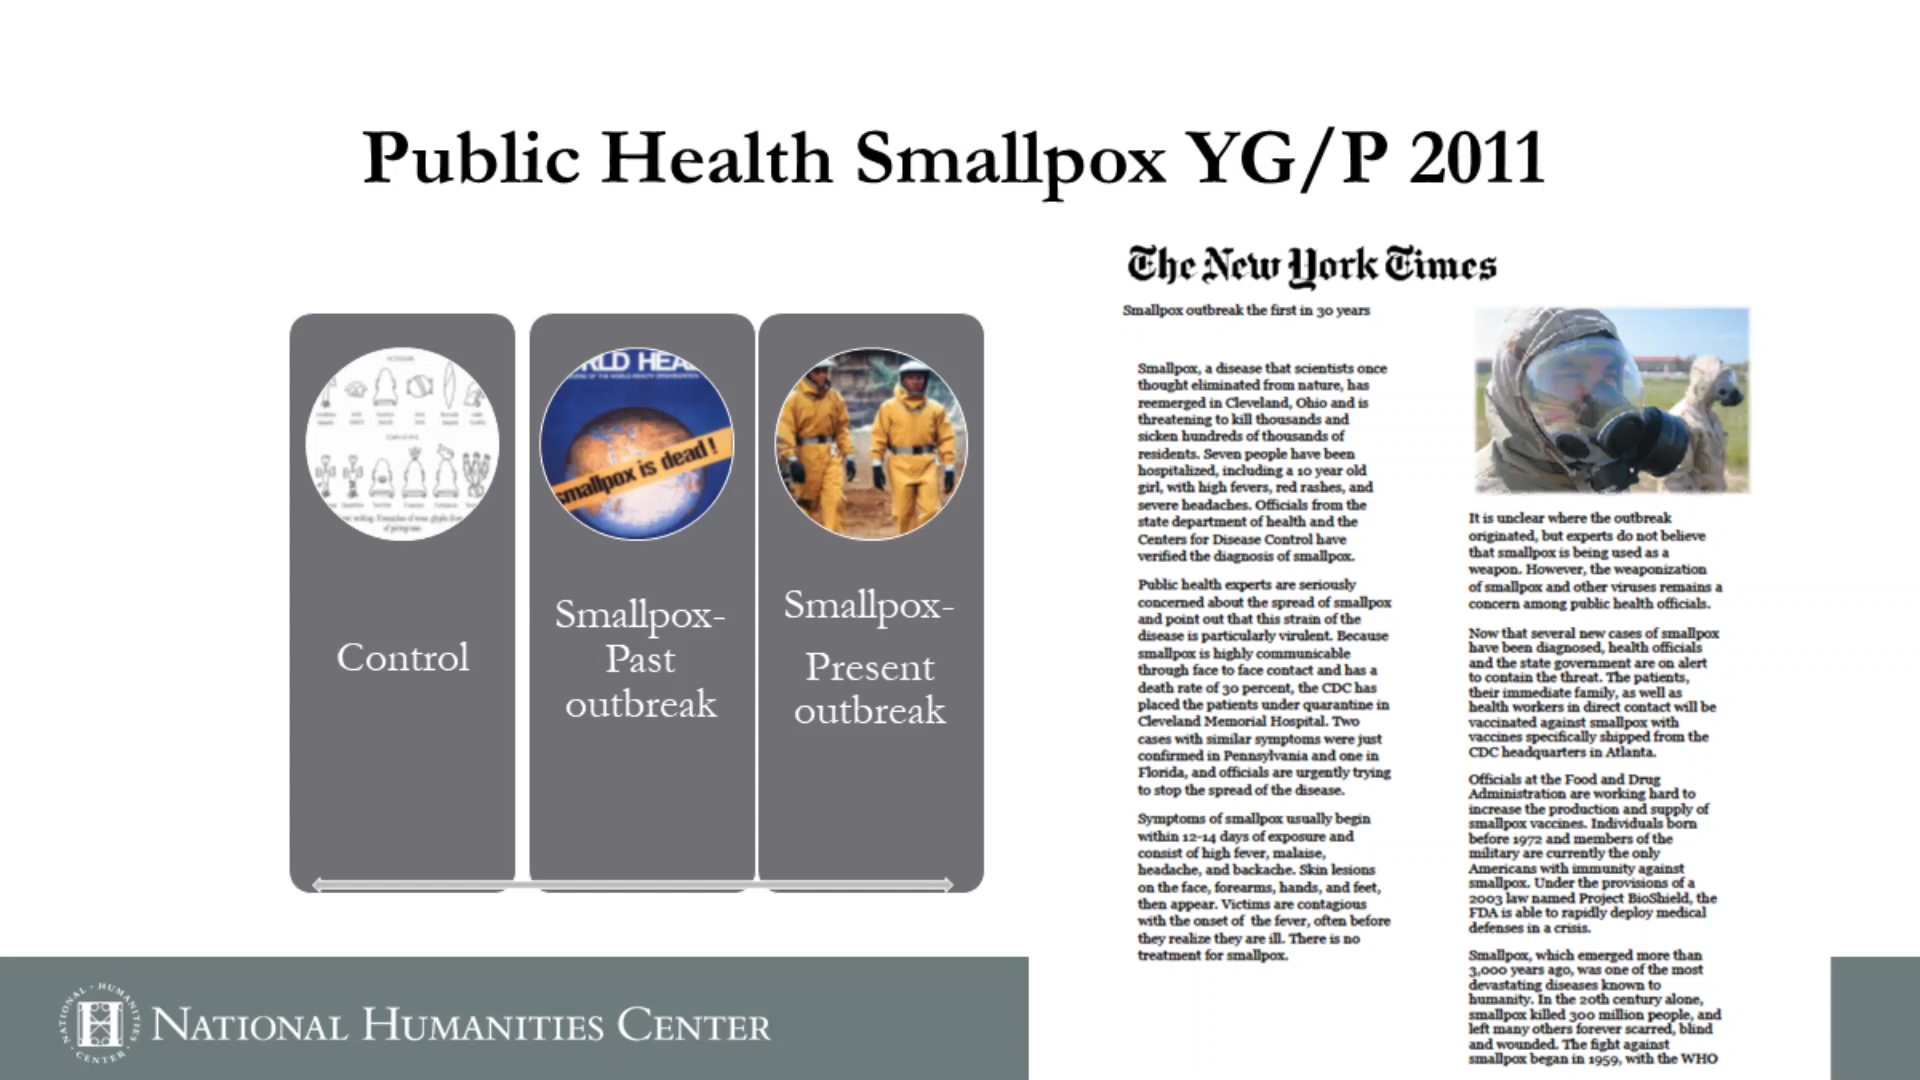 Public Health Smallpox YG/P 2011
RLD HEA
smallpox is dead!
Control
Smallpox-
Past
outbreak
Smallpox-
Present
outbreak
The New York Times
Smallpox outbreak the first in 30 years
Smallpox, a disease that scientists once
thought eliminated from nature, has
reemerged in Cleveland, Ohio and is
threatening to kill thousands and
sicken hundreds of thousands of
residents. Seven people have been
hospitalized, including a 10 year old
girl, with high fevers, red rashes, and
severe headaches. Officials from the
state department of health and the
Centers for Disease Control have
verified the diagnosis of smallpox.
Public health experts are seriously
concerned about the spread of smallpox
and point out that this strain of the
disease is particularly virulent. Because
smallpox is highly communicable
through face to face contact and has a
death rate of 30 percent, the CDC has
placed the patients under quarantine in
Cleveland Memorial Hospital. Two
cases with similar symptoms were just
confirmed in Pennsylvania and one in
Florida, and officials are urgently trying
to stop the spread of the disease.
Symptoms of smallpox usually begin
within 12-14 days of exposure and
consist of high fever, malaise,
headache, and backache. Skin lesions
on the face, forearms, hands, and feet,
then appear. Victims are contagious
with the onset of the fever, often before
they realize they are ill. There is no
treatment for smallpox.
It is unclear where the outbreak
originated, but experts do not believe
that smallpox is being used as a
weapon. However, the weaponization
of smallpox and other viruses remains a
concern among public health officials.
Now that several new cases of smallpox
have been diagnosed, health officials
and the state government are on alert
to contain the threat. The patients,
their immediate family, as well as
health workers in direct contact will be
vaccinated against smallpox with
vaccines specifically shipped from the
CDC headquarters in Atlanta.
Officials at the Food and Drug
Administration are working hard to
increase the production and supply of
smallpox vaccines. Individuals born
before 1972 and members of the
military are currently the only
Americans with immunity against
smallpox. Under the provisions of a
2003 law named Project BioShield, the
FDA is able to rapidly deploy medical
defenses in a crisis.
Smallpox, which emerged more than
3,000 years ago, was one of the most
devastating diseases known to
humanity. In the 20th century alone,
smallpox killed 300 million people, and
left many others forever scarred, blind
and wounded. The fight against
smallpox began in 1959, with the WHO
NATIONAL · HUMANITIES · CENTER ·
NATIONAL HUMANITIES CENTER